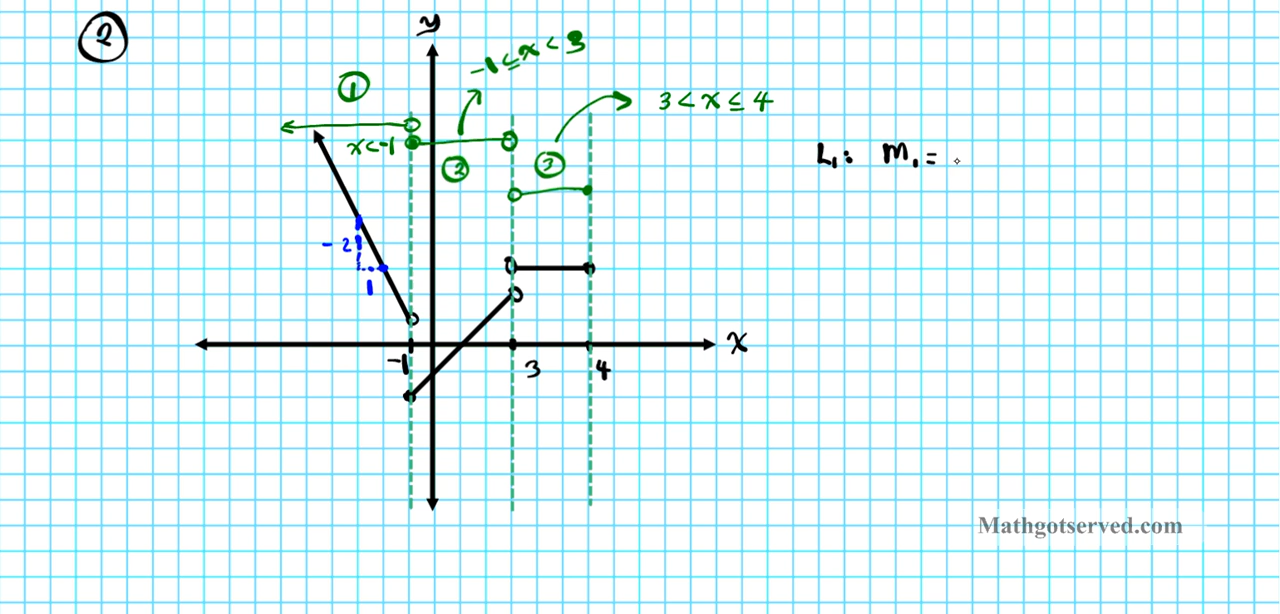 2
y
-1 ≤ x < 3
1
3 < x ≤ 4
x < -1
L₁: m₁ =
2
3
-2
1
x
-1
3
4
Mathgotserved.com